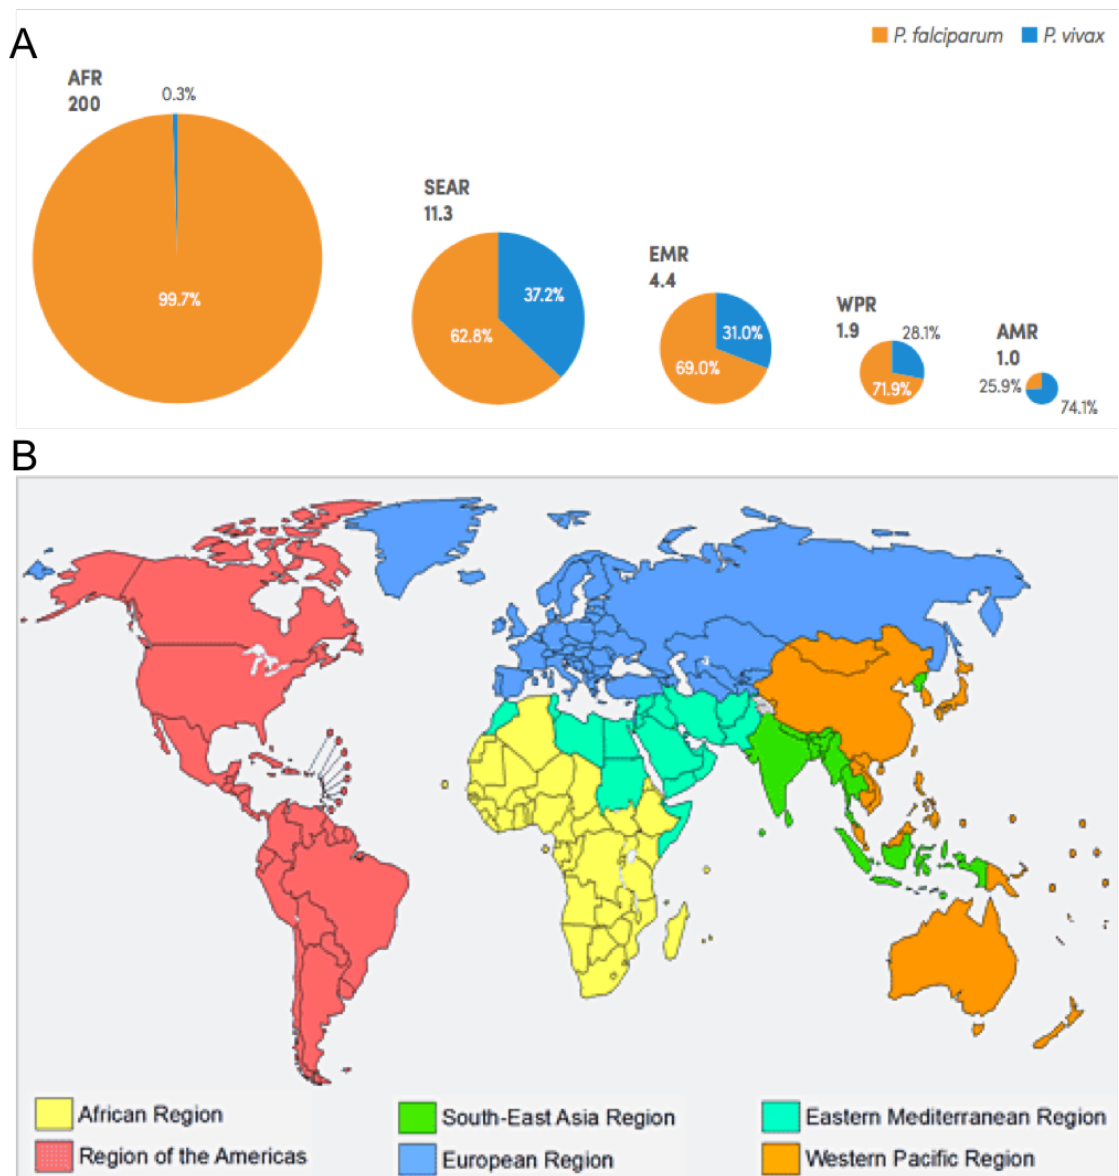 A
P. falciparum P. vivax
AFR
200
0.3%
99.7%
SEAR
11.3
37.2%
62.8%
EMR
4.4
31.0%
69.0%
WPR
1.9
28.1%
71.9%
AMR
1.0
25.9%
74.1%
B
African Region
South-East Asia Region
Eastern Mediterranean Region
Region of the Americas
European Region
Western Pacific Region